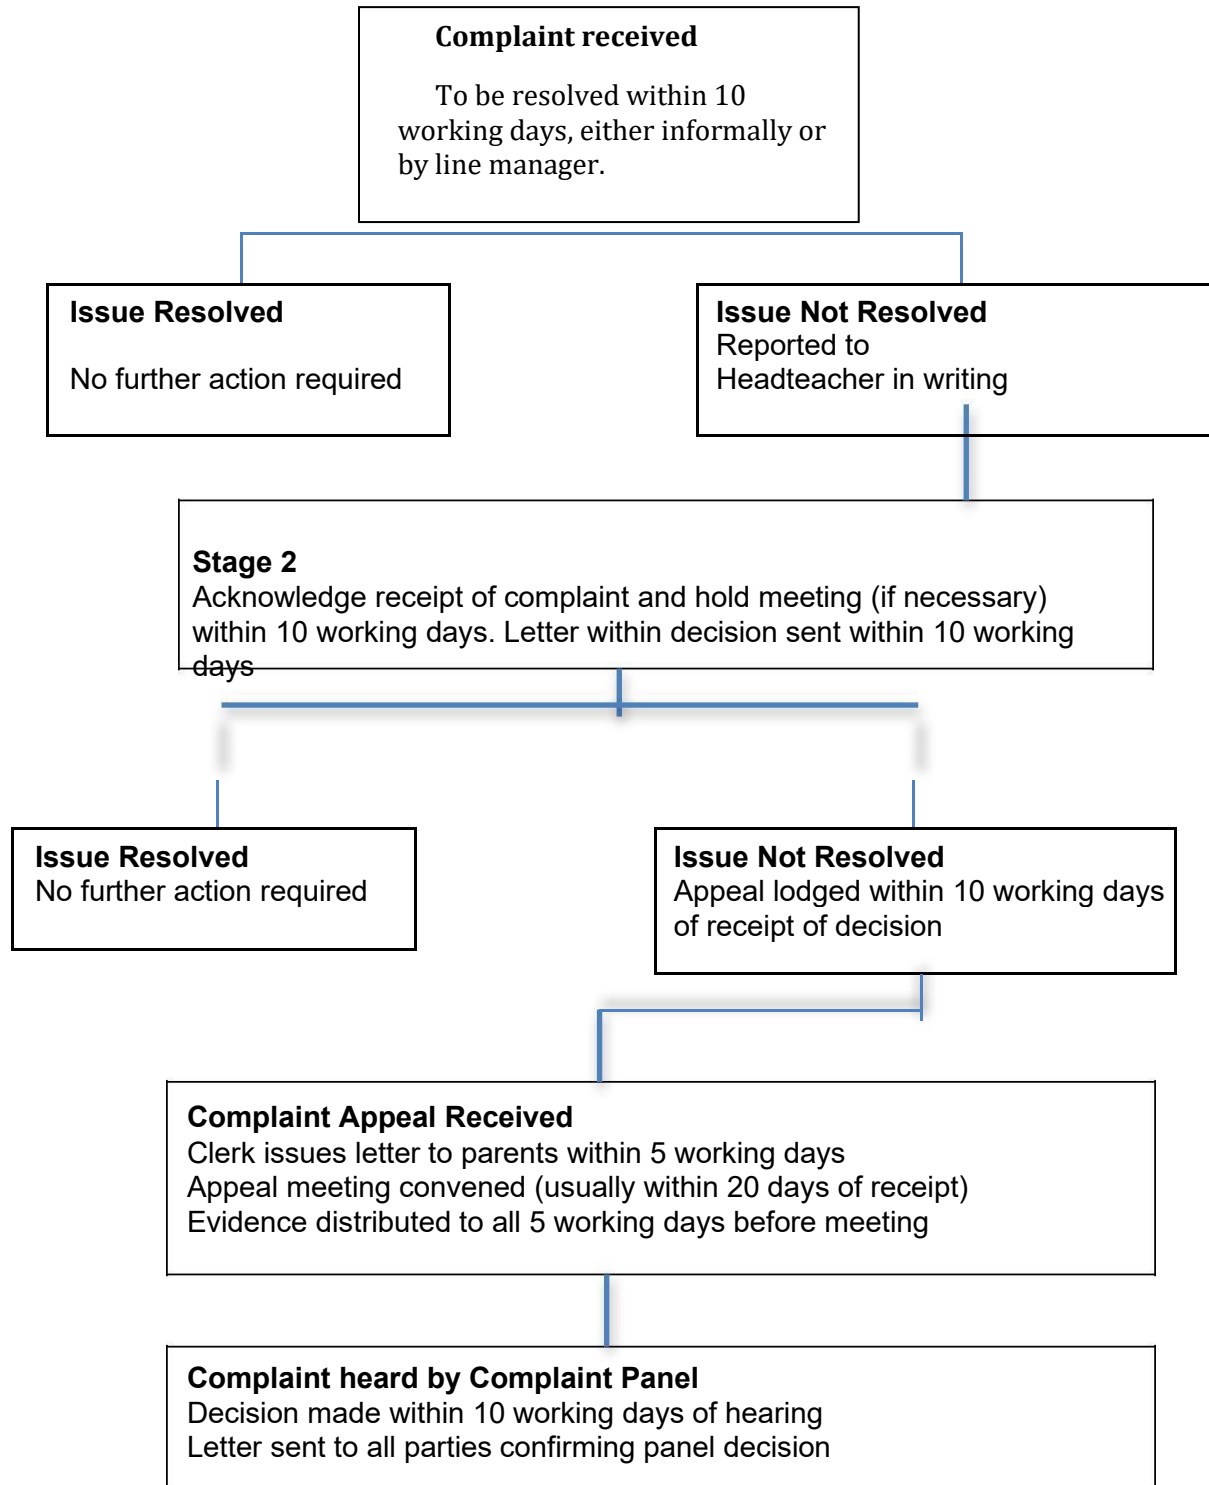 Complaint received
To be resolved within 10
working days, either informally or
by line manager.
Issue Resolved
No further action required
Issue Not Resolved
Reported to
Headteacher in writing
Stage 2
Acknowledge receipt of complaint and hold meeting (if necessary)
within 10 working days. Letter within decision sent within 10 working
days
Issue Resolved
No further action required
Issue Not Resolved
Appeal lodged within 10 working days
of receipt of decision
Complaint Appeal Received
Clerk issues letter to parents within 5 working days
Appeal meeting convened (usually within 20 days of receipt)
Evidence distributed to all 5 working days before meeting
Complaint heard by Complaint Panel
Decision made within 10 working days of hearing
Letter sent to all parties confirming panel decision